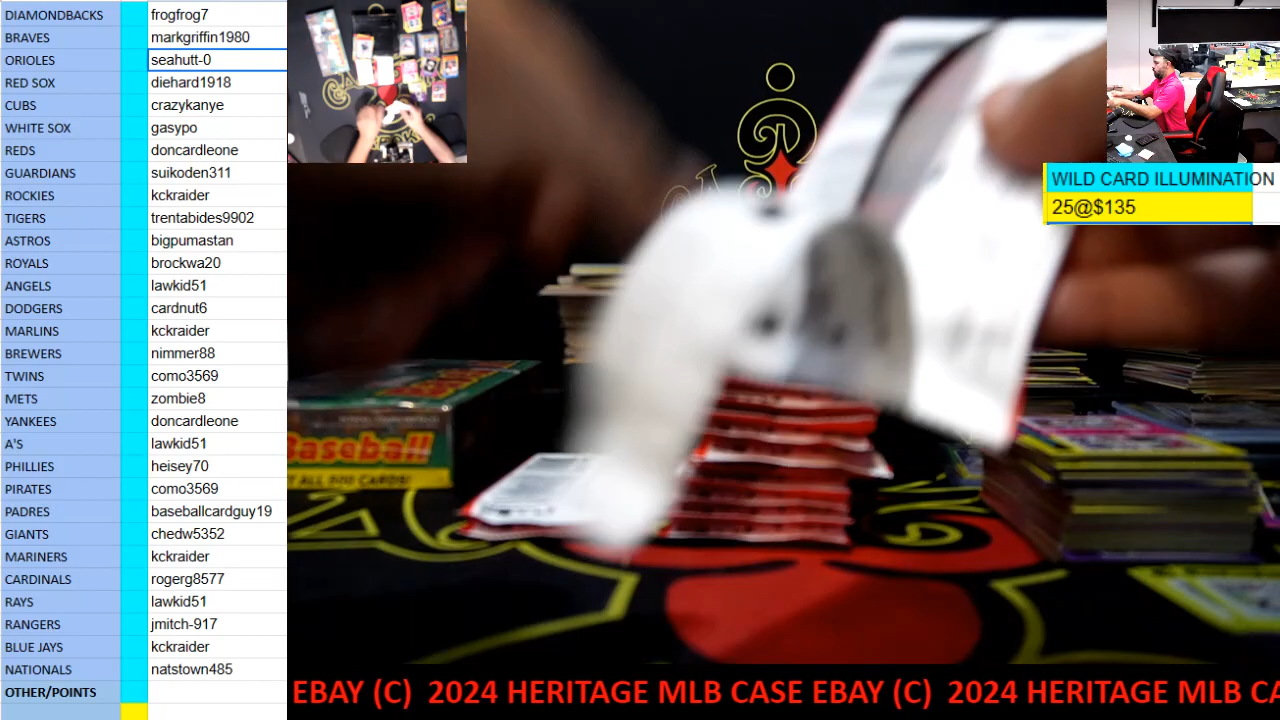 DIAMONDBACKS frogfrog7
BRAVES markgriffin1980
ORIOLES seahutt-0
RED SOX diehard1918
CUBS crazykanye
WHITE SOX gasypo
REDS doncardleone
GUARDIANS suikoden311
ROCKIES kckraider
TIGERS trentabides9902
ASTROS bigpumastan
ROYALS brockwa20
ANGELS lawkid51
DODGERS cardnut6
MARLINS kckraider
BREWERS nimmer88
TWINS como3569
METS zombie8
YANKEES doncardleone
A'S lawkid51
PHILLIES heisey70
PIRATES como3569
PADRES baseballcardguy19
GIANTS chedw5352
MARINERS kckraider
CARDINALS rogerg8577
RAYS lawkid51
RANGERS jmitch-917
BLUE JAYS kckraider
NATIONALS natstown485
OTHER/POINTS
WILD CARD ILLUMINATION
25@$135
Baseball
ALL 500 CARDS!
EBAY (C) 2024 HERITAGE MLB CASE EBAY (C) 2024 HERITAGE MLB CA